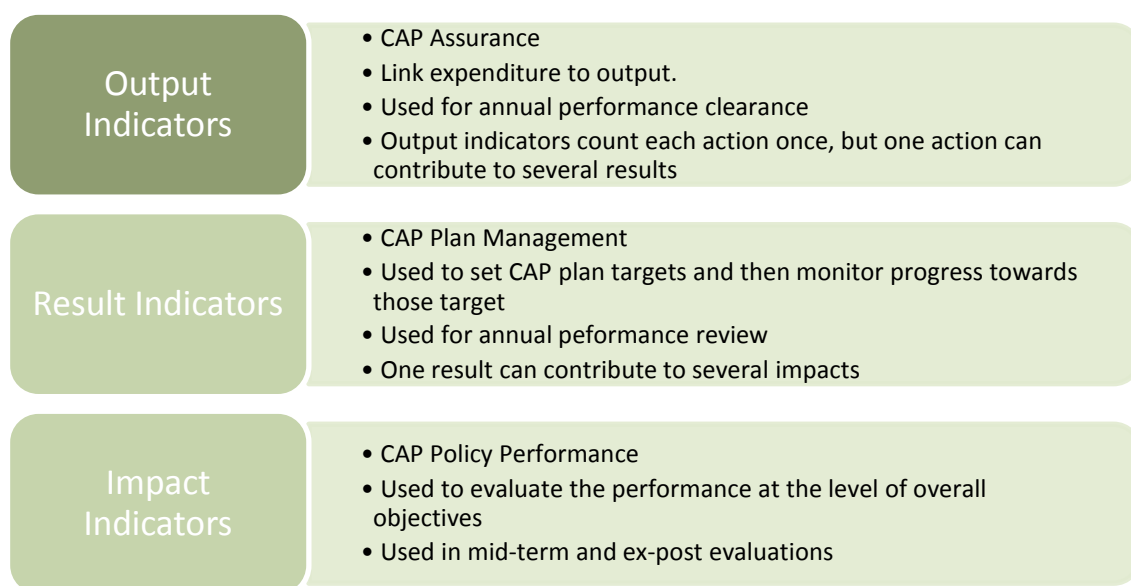 Output
Indicators
• CAP Assurance
• Link expenditure to output.
• Used for annual performance clearance
• Output indicators count each action once, but one action can
contribute to several results
Result Indicators
• CAP Plan Management
• Used to set CAP plan targets and then monitor progress towards
those target
• Used for annual peformance review
• One result can contribute to several impacts
Impact
Indicators
• CAP Policy Performance
• Used to evaluate the performance at the level of overall
objectives
• Used in mid-term and ex-post evaluations